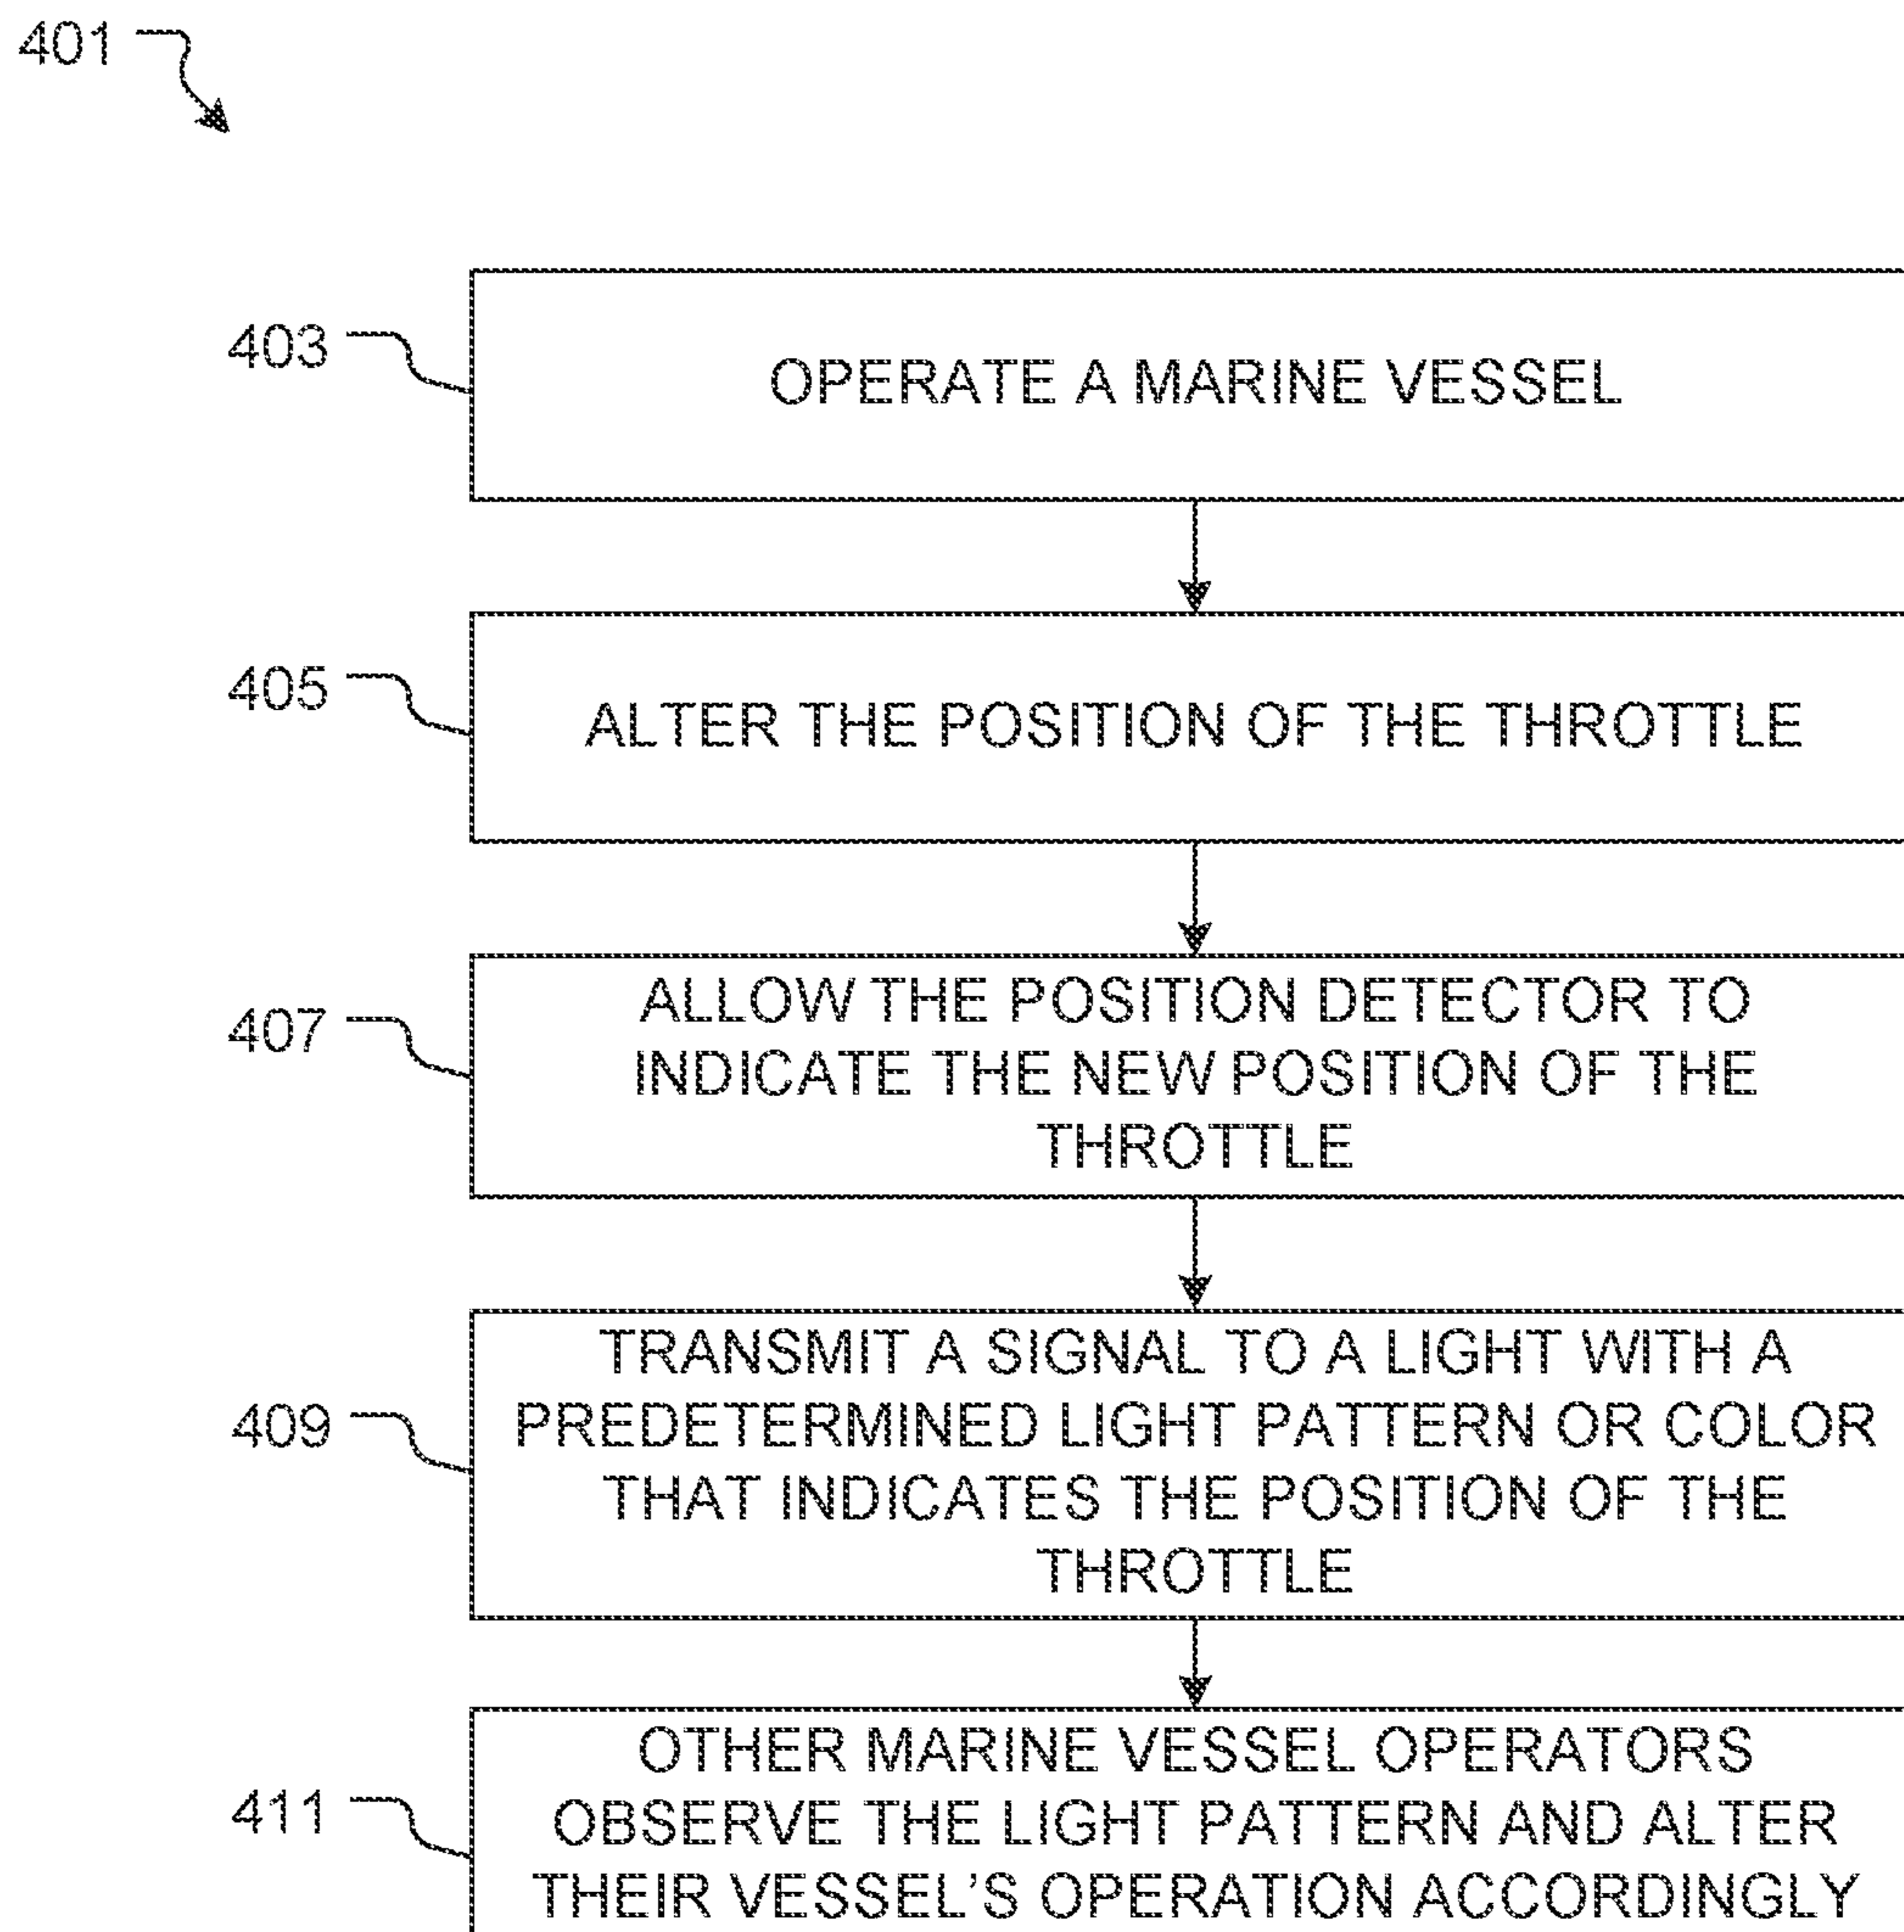 401
403
OPERATE A MARINE VESSEL
405
ALTER THE POSITION OF THE THROTTLE
407
ALLOW THE POSITION DETECTOR TO
INDICATE THE NEW POSITION OF THE
THROTTLE
409
TRANSMIT A SIGNAL TO A LIGHT WITH A
PREDETERMINED LIGHT PATTERN OR COLOR
THAT INDICATES THE POSITION OF THE
THROTTLE
411
OTHER MARINE VESSEL OPERATORS
OBSERVE THE LIGHT PATTERN AND ALTER
THEIR VESSEL'S OPERATION ACCORDINGLY